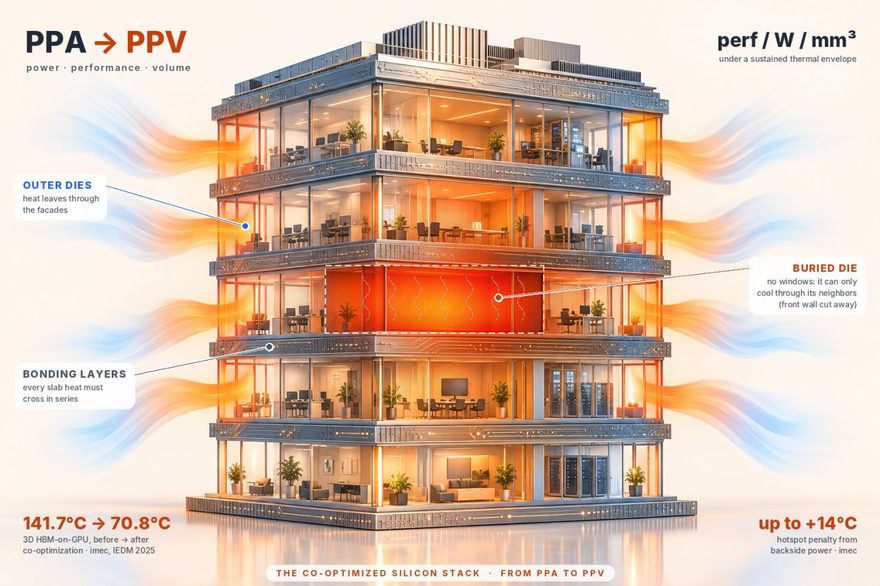 PPA → PPV
power · performance · volume
perf / W / mm³
under a sustained thermal envelope
OUTER DIES
heat leaves through
the facades
BURIED DIE
no windows: it can only
cool through its neighbors
(front wall cut away)
BONDING LAYERS
every slab heat must
cross in series
141.7°C → 70.8°C
3D HBM-on-GPU, before → after
co-optimization · imec, IEDM 2025
up to +14°C
hotspot penalty from
backside power · imec
THE CO-OPTIMIZED SILICON STACK · FROM PPA TO PPV